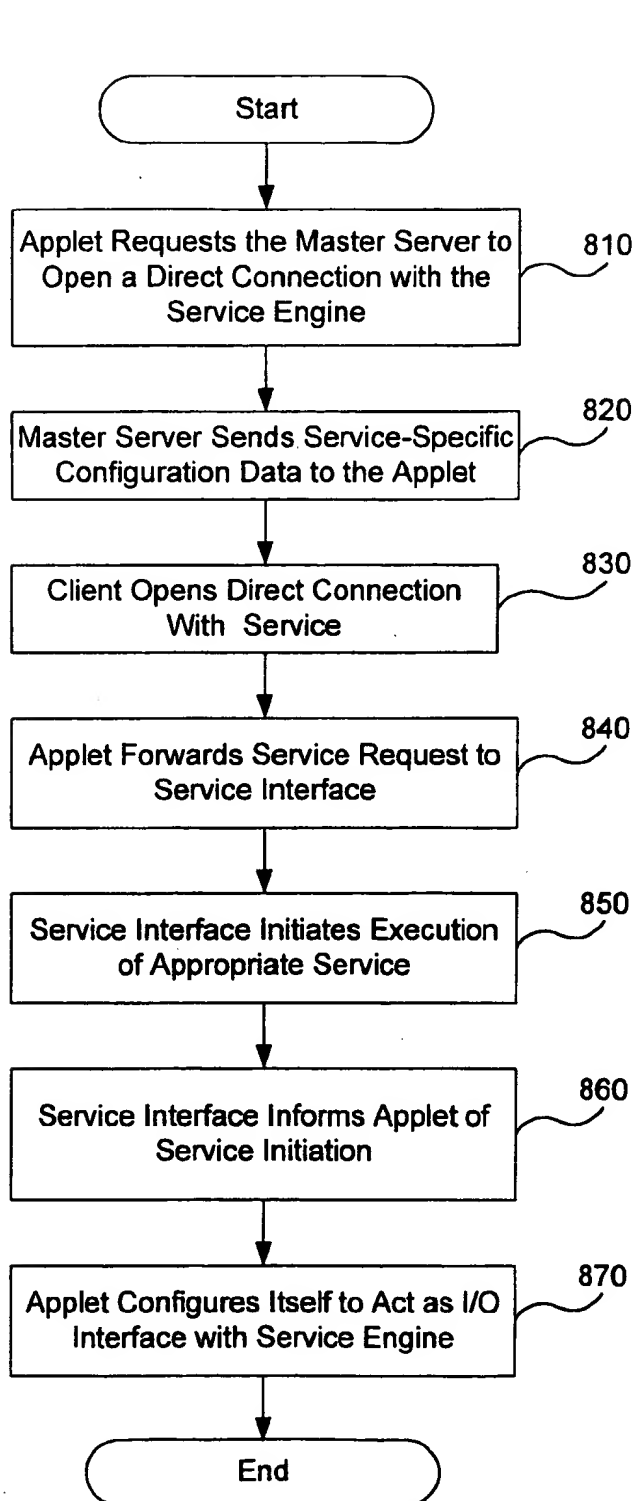 Start
Applet Requests the Master Server to
Open a Direct Connection with the
Service Engine
810
Master Server Sends Service-Specific
Configuration Data to the Applet
820
Client Opens Direct Connection
With Service
830
Applet Forwards Service Request to
Service Interface
840
Service Interface Initiates Execution
of Appropriate Service
850
Service Interface Informs Applet of
Service Initiation
860
Applet Configures Itself to Act as I/O
Interface with Service Engine
870
End